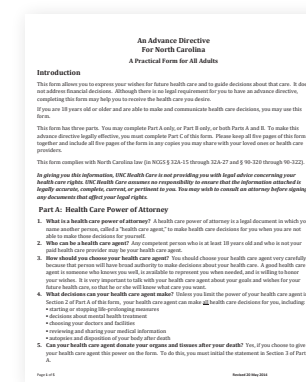 An Advance Directive
For North Carolina
A Practical Form for All Adults
Introduction
This form allows you to express your wishes for future health care and to guide decisions about that care. It does
not address financial decisions. Although there is no legal requirement for you to have an advance directive,
completing this form may help you to receive the health care you desire.
If you are 18 years old or older and are able to make and communicate health care decisions, you may use this
form.
This form has three parts. You may complete Part A only, or Part B only, or both Parts A and B. To make this
advance directive legally effective, you must complete Part C of this form. Please keep all five pages of this form
together and include all five pages of the form in any copies you may share with your loved ones or health care
providers.
This form complies with North Carolina law (in NCGS § 32A-15 through 32A-27 and § 90-320 through 90-322).
In giving you this information, UNC Health Care is not providing you with legal advice concerning your
health care rights. UNC Health Care assumes no responsibility to ensure that the information attached is
legally accurate, complete, current, or pertinent to you. You may wish to consult an attorney before signing
any documents that affect your legal rights.
Part A: Health Care Power of Attorney
1. What is a health care power of attorney? A health care power of attorney is a legal document in which you
name another person, called a "health care agent," to make health care decisions for you when you are not
able to make those decisions for yourself.
2. Who can be a health care agent? Any competent person who is at least 18 years old and who is not your
paid health care provider may be your health care agent.
3. How should you choose your health care agent? You should choose your health care agent very carefully
because that person will have broad authority to make decisions about your health care. A good health care
agent is someone who knows you well, is available to represent you when needed, and is willing to honor
your wishes. It is very important to talk with your health care agent about your goals and wishes for your
future health care, so that he or she will know what care you want.
4. What decisions can your health care agent make? Unless you limit the power of your health care agent in
Section 2 of Part A of this form, your health care agent can make all health care decisions for you, including:
• starting or stopping life-prolonging measures
• decisions about mental health treatment
• choosing your doctors and facilities
• reviewing and sharing your medical information
• autopsies and disposition of your body after death
5. Can your health care agent donate your organs and tissues after your death? Yes, if you choose to give
your health care agent this power on the form. To do this, you must initial the statement in Section 3 of Part
A.
Page 1 of 5 Revised 20 May 2014